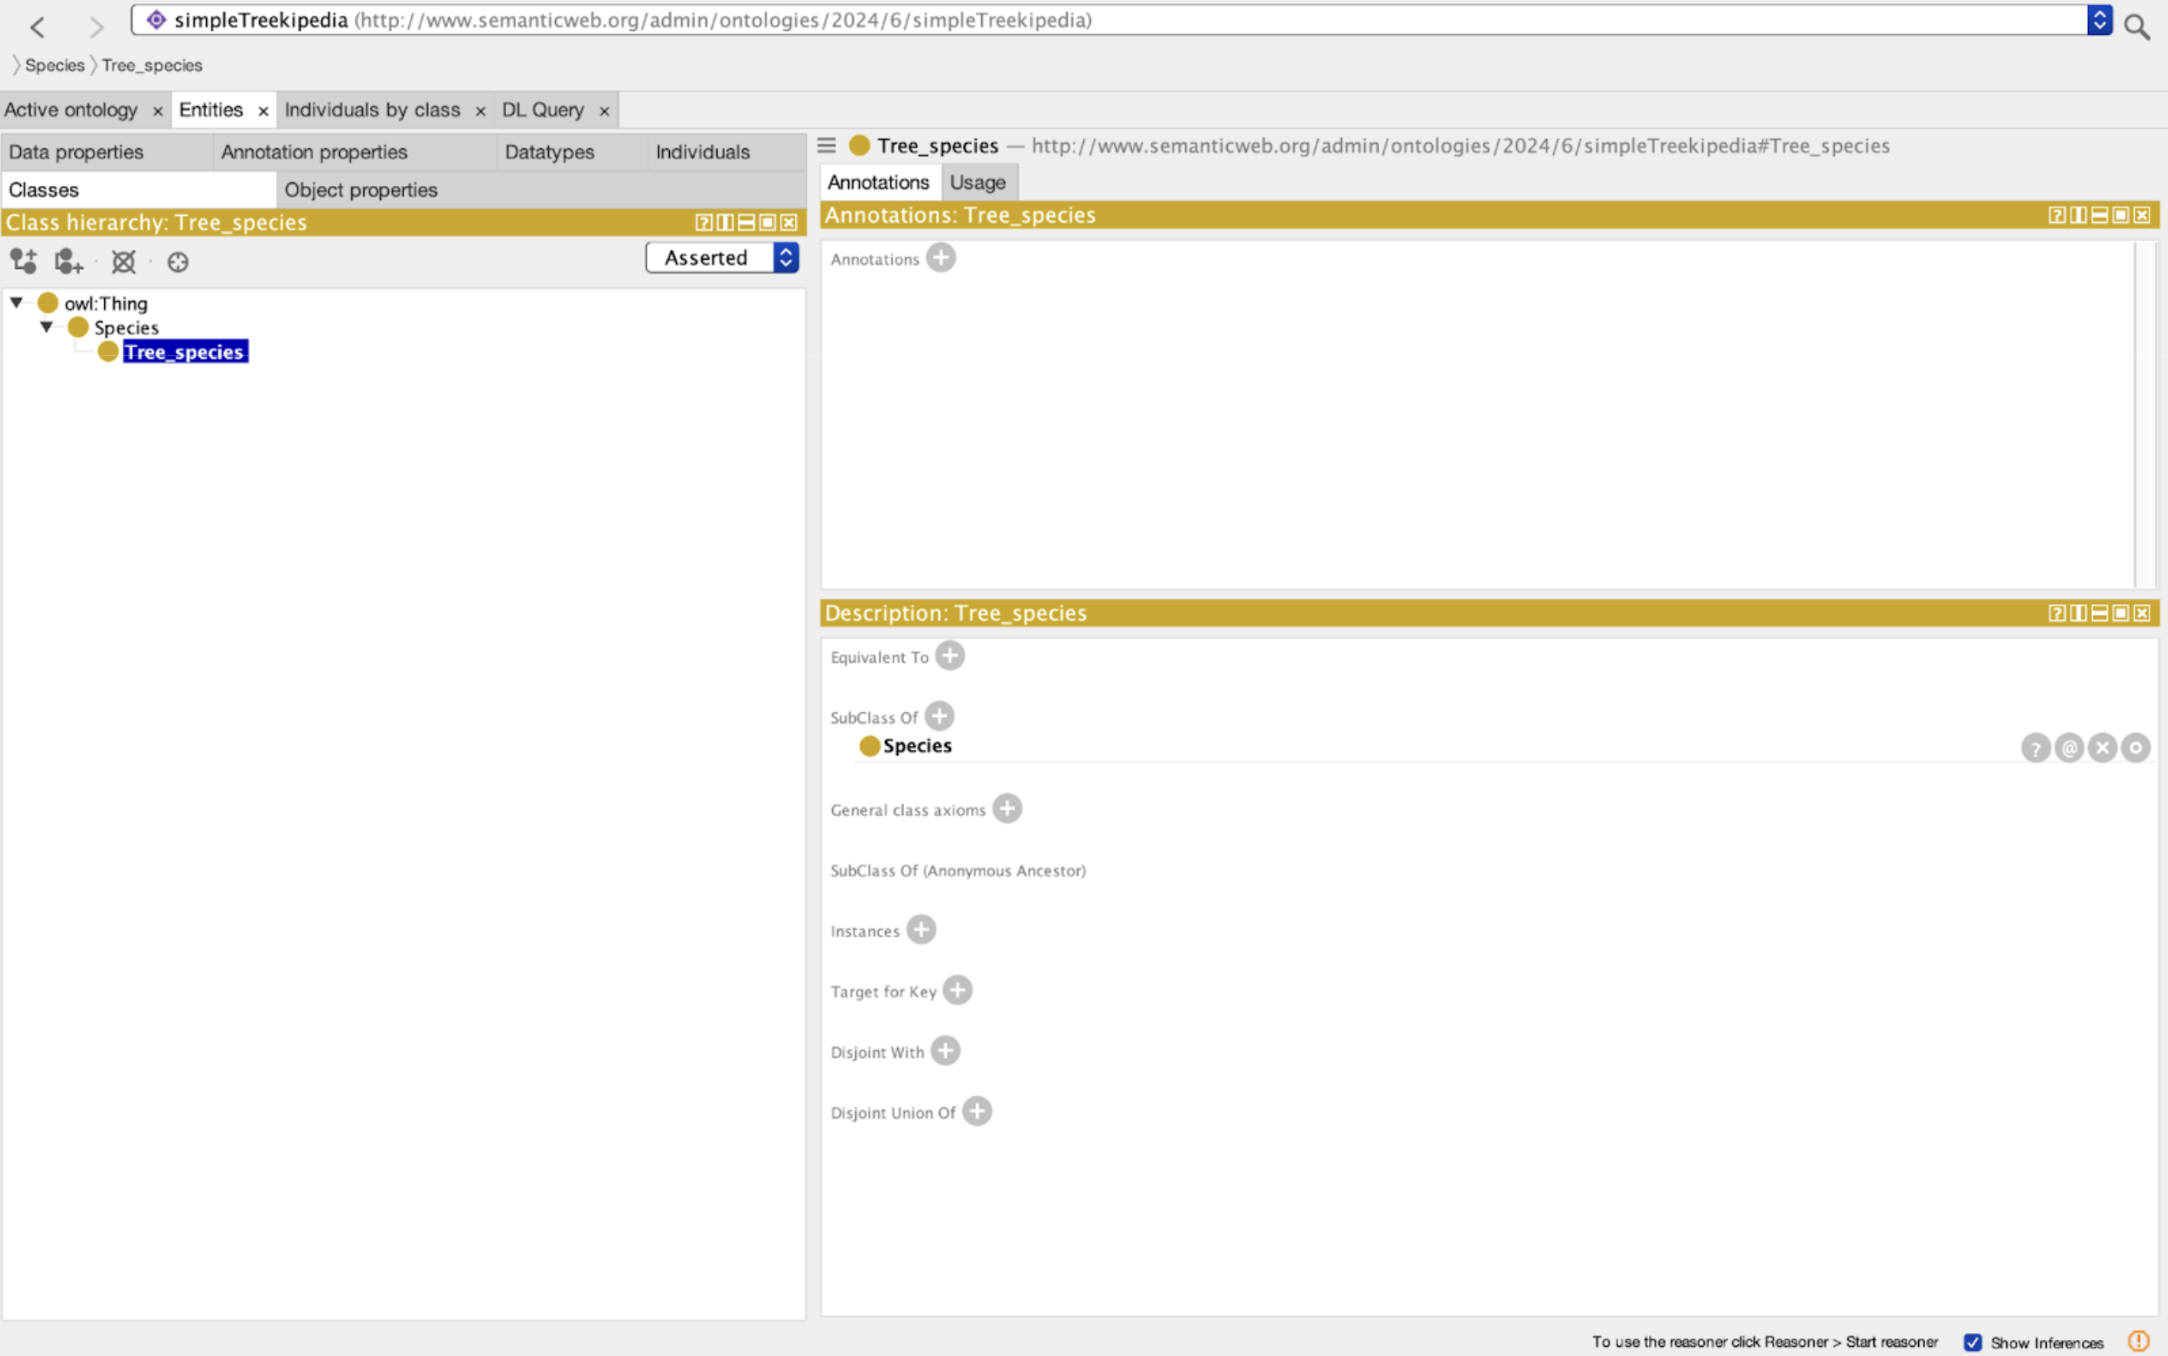 simpleTreekipedia (http://www.semanticweb.org/admin/ontologies/2024/6/simpleTreekipedia)
Species Tree_species
Active ontology × Entities × Individuals by class × DL Query ×
Data properties Annotation properties Datatypes Individuals
Classes Object properties
Class hierarchy: Tree_species
Asserted
owl:Thing
Species
Tree_species
Tree_species — http://www.semanticweb.org/admin/ontologies/2024/6/simpleTreekipedia#Tree_species
Annotations Usage
Annotations: Tree_species
Annotations
Description: Tree_species
Equivalent To
SubClass Of
Species
General class axioms
SubClass Of (Anonymous Ancestor)
Instances
Target for Key
Disjoint With
Disjoint Union Of
To use the reasoner click Reasoner > Start reasoner Show Inferences